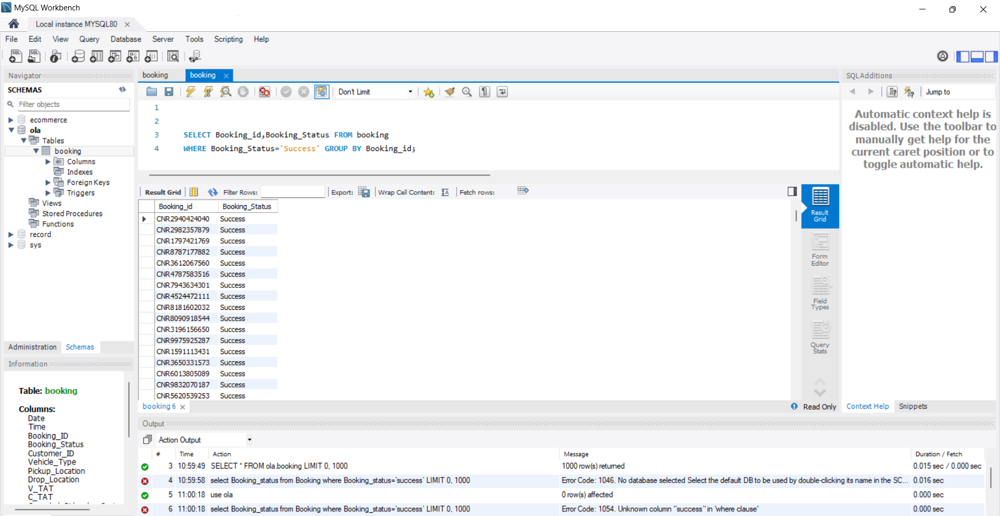 MySQL Workbench
Local instance MYSQL80
File Edit View Query Database Server Tools Scripting Help
Navigator
SCHEMAS
Filter objects
ecommerce
ola
Tables
booking
Columns
Indexes
Foreign Keys
Triggers
Views
Stored Procedures
Functions
record
sys
Administration Schemas
Information
Table: booking
Columns:
Date
Time
Booking_ID
Booking_Status
Customer_ID
Vehicle_Type
Pickup_Location
Drop_Location
V_TAT
C_TAT
booking booking
Don't Limit
1
2
3 SELECT Booking_id,Booking_Status FROM booking
4 WHERE Booking_Status='Success' GROUP BY Booking_id;
Result Grid Filter Rows: Export: Wrap Cell Content: Fetch rows:
Booking_id Booking_Status
CNR2940424040 Success
CNR2982357879 Success
CNR1797421769 Success
CNR8787177882 Success
CNR3612067560 Success
CNR4787583516 Success
CNR7943634301 Success
CNR4524472111 Success
CNR8181602032 Success
CNR8090918544 Success
CNR3196156650 Success
CNR9975925287 Success
CNR1591113431 Success
CNR3650331573 Success
CNR6013805089 Success
CNR9832070187 Success
CNR5620539253 Success
Result
Grid
Form
Editor
Field
Types
Query
Stats
booking 6
Read Only
SQLAdditions
Jump to
Automatic context help is
disabled. Use the toolbar to
manually get help for the
current caret position or to
toggle automatic help.
Context Help Snippets
Output
Action Output
# Time Action Message Duration / Fetch
3 10:59:49 SELECT * FROM ola.booking LIMIT 0, 1000 1000 row(s) returned 0.015 sec / 0.000 sec
4 10:59:58 select Booking_status from Booking where Booking_status='success' LIMIT 0, 1000 Error Code: 1046. No database selected Select the default DB to be used by double-clicking its name in the SC... 0.016 sec
5 11:00:18 use ola 0 row(s) affected 0.000 sec
6 11:00:18 select Booking_status from Booking where Booking_status='success' LIMIT 0, 1000 Error Code: 1054. Unknown column "success" in 'where clause' 0.000 sec